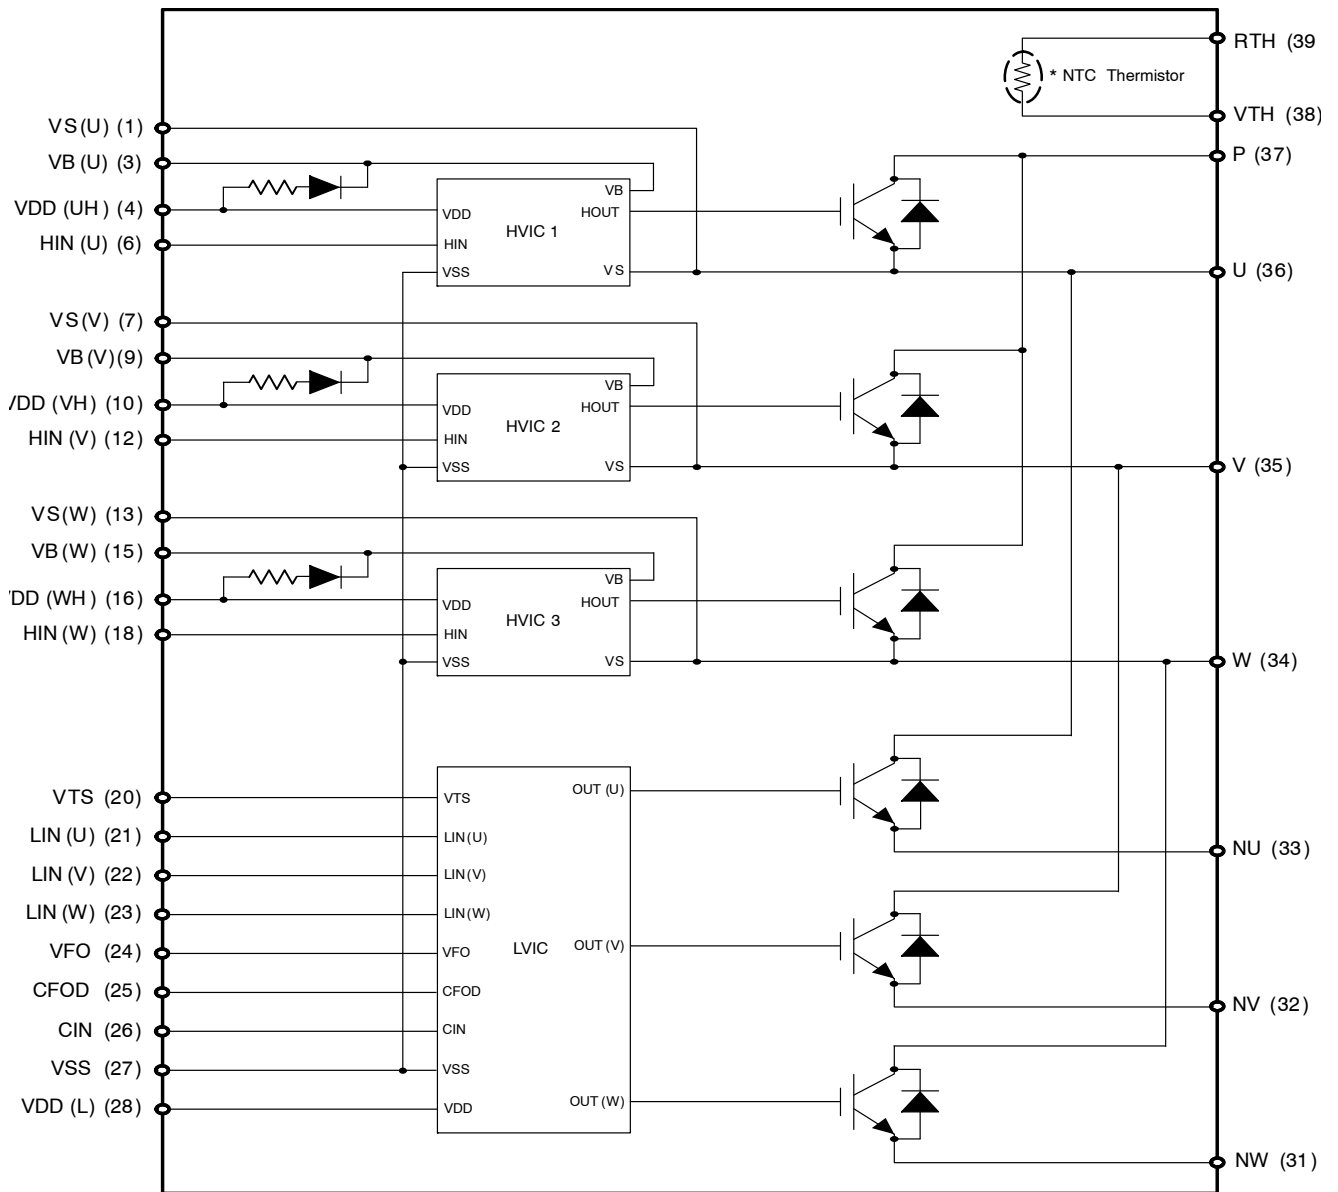 RTH (39
* NTC Thermistor
VTH (38)
P (37)
VS(U) (1)
VB(U) (3)
VDD (UH) (4)
HIN(U) (6)
VB
VDD
HOUT
HIN
HVIC 1
VSS
VS
U (36)
VS(V) (7)
VB(V)(9)
VDD (VH) (10)
HIN(V) (12)
VB
VDD
HOUT
HIN
HVIC 2
VSS
VS
V (35)
VS(W) (13)
VB(W) (15)
VDD (WH) (16)
HIN(W) (18)
VB
VDD
HOUT
HIN
HVIC 3
VSS
VS
W (34)
VTS (20)
LIN(U) (21)
LIN(V) (22)
LIN(W) (23)
VFO (24)
CFOD (25)
CIN (26)
VSS (27)
VDD (L) (28)
VTS
LIN(U)
LIN(V)
LIN(W)
VFO
CFOD
CIN
VSS
VDD
LVIC
OUT(U)
OUT(V)
OUT(W)
NU (33)
NV (32)
NW (31)